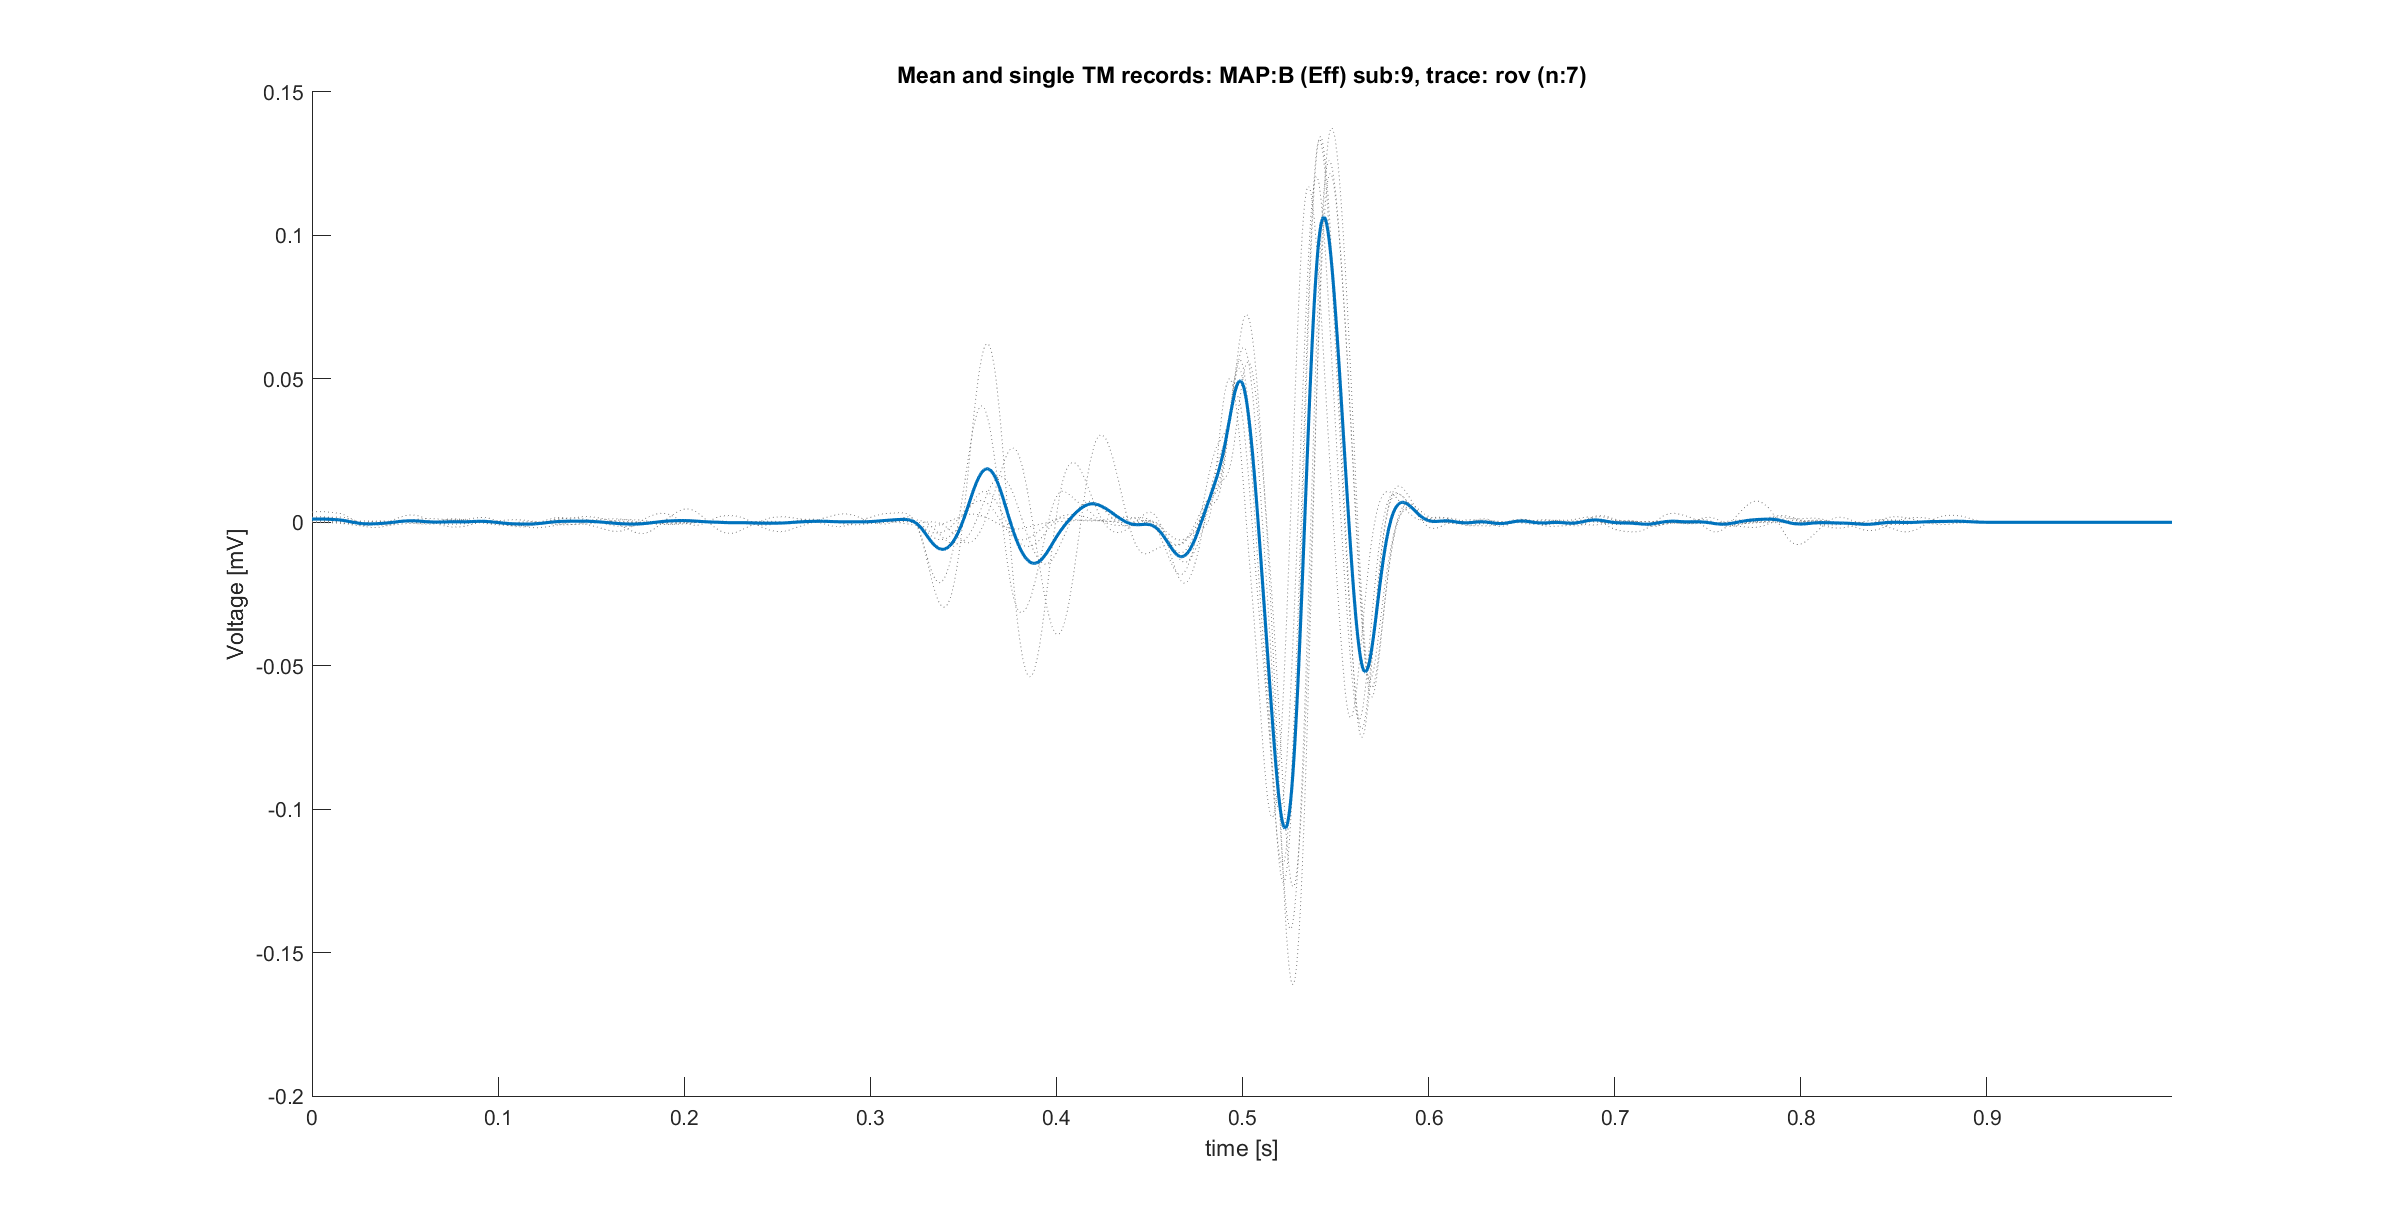 Mean and single TM records: MAP:B (Eff) sub:9, trace: rov (n:7)
0.15
0.1
0.05
0
-0.05
-0.1
-0.15
-0.2
Voltage [mV]
0 0.1 0.2 0.3 0.4 0.5 0.6 0.7 0.8 0.9
time [s]